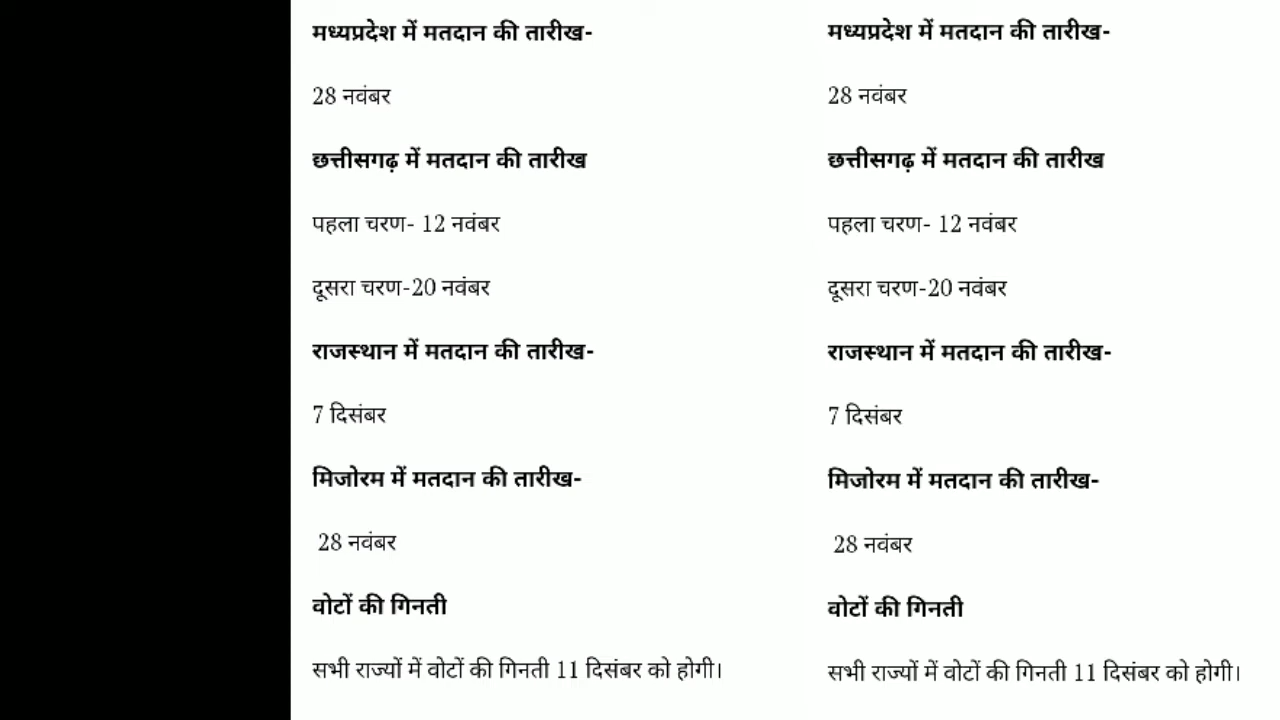 मध्यप्रदेश में मतदान की तारीख-
28 नवंबर
छत्तीसगढ़ में मतदान की तारीख
पहला चरण- 12 नवंबर
दूसरा चरण-20 नवंबर
राजस्थान में मतदान की तारीख-
7 दिसंबर
मिजोरम में मतदान की तारीख-
28 नवंबर
वोटों की गिनती
सभी राज्यों में वोटों की गिनती 11 दिसंबर को होगी।
मध्यप्रदेश में मतदान की तारीख-
28 नवंबर
छत्तीसगढ़ में मतदान की तारीख
पहला चरण- 12 नवंबर
दूसरा चरण-20 नवंबर
राजस्थान में मतदान की तारीख-
7 दिसंबर
मिजोरम में मतदान की तारीख-
28 नवंबर
वोटों की गिनती
सभी राज्यों में वोटों की गिनती 11 दिसंबर को होगी।